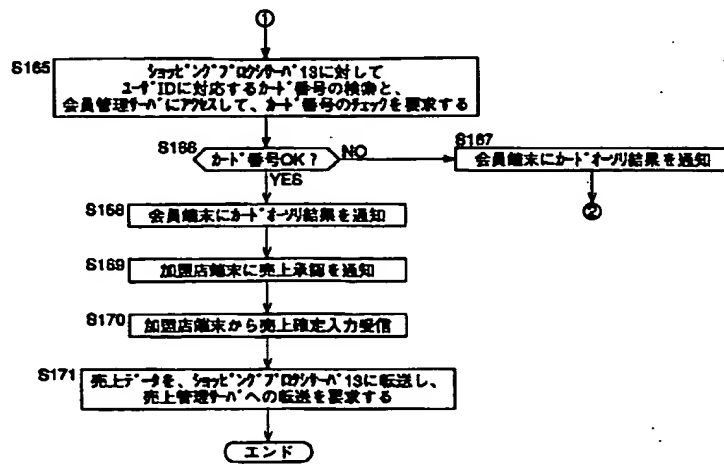 ①
S165
ショッピングプロクシサーバ13に対して
ユーザIDに対応するカード番号の検索と、
会員管理サーバにアクセスして、カード番号のチェックを要求する
S166
カード番号OK?
NO
S167
会員端末にカードオーソリ結果を通知
YES
②
S168
会員端末にカードオーソリ結果を通知
S169
加盟店端末に売上承認を通知
S170
加盟店端末から売上確定入力受信
S171
売上データを、ショッピングプロクシサーバ13に転送し、
売上管理サーバへの転送を要求する
エンド